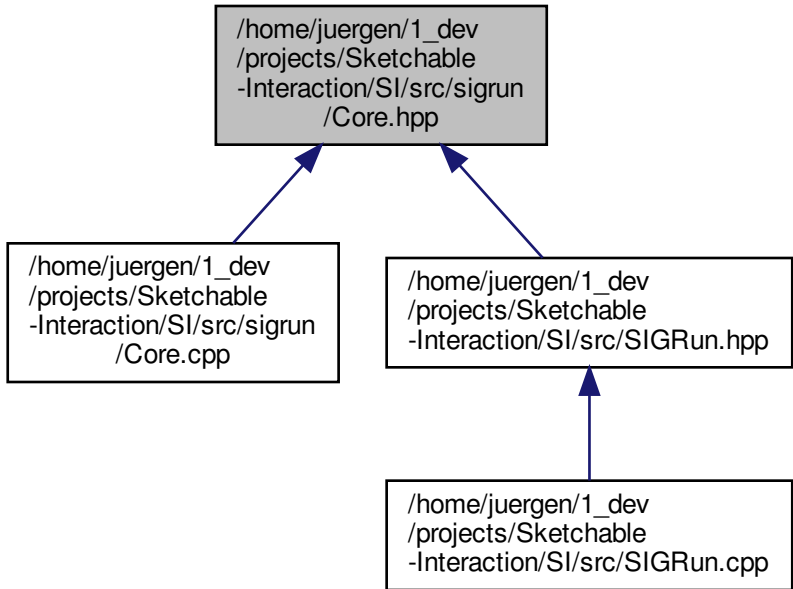 /home/juergen/1_dev
/projects/Sketchable
-Interaction/SI/src/sigrun
/Core.hpp
/home/juergen/1_dev
/projects/Sketchable
-Interaction/SI/src/sigrun
/Core.cpp
/home/juergen/1_dev
/projects/Sketchable
-Interaction/SI/src/SIGRun.hpp
/home/juergen/1_dev
/projects/Sketchable
-Interaction/SI/src/SIGRun.cpp